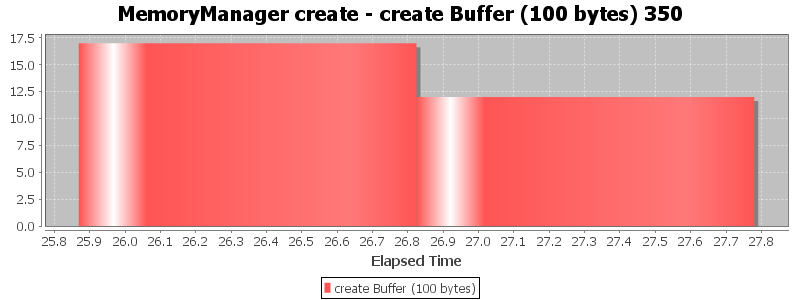 MemoryManager create - create Buffer (100 bytes) 350
17.5
15.0
12.5
10.0
7.5
5.0
2.5
0.0
25.8 25.9 26.0 26.1 26.2 26.3 26.4 26.5 26.6 26.7 26.8 26.9 27.0 27.1 27.2 27.3 27.4 27.5 27.6 27.7 27.8
Elapsed Time
create Buffer (100 bytes)